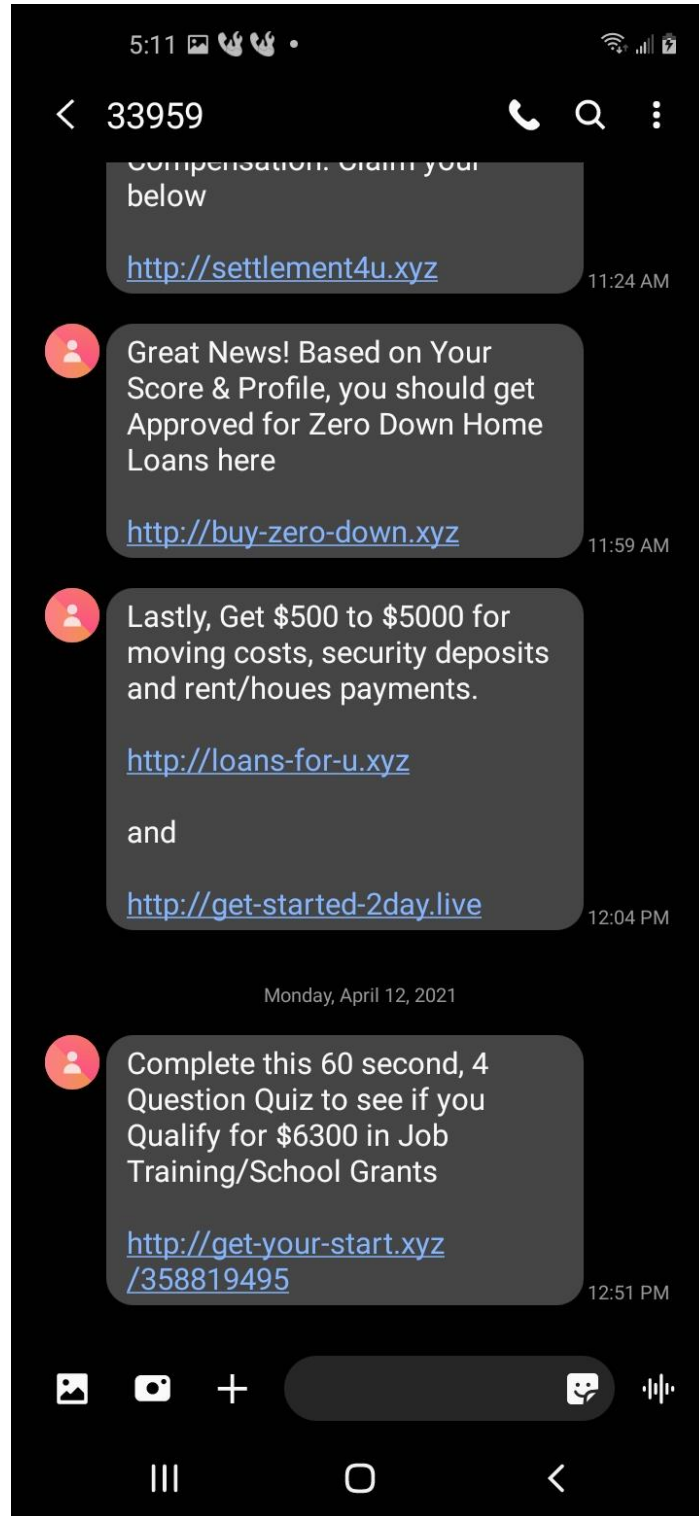 5:11
33959
Compensation. Claim your
below
http://settlement4u.xyz
11:24 AM
Great News! Based on Your
Score & Profile, you should get
Approved for Zero Down Home
Loans here
http://buy-zero-down.xyz
11:59 AM
Lastly, Get $500 to $5000 for
moving costs, security deposits
and rent/houes payments.
http://loans-for-u.xyz
and
http://get-started-2day.live
12:04 PM
Monday, April 12, 2021
Complete this 60 second, 4
Question Quiz to see if you
Qualify for $6300 in Job
Training/School Grants
http://get-your-start.xyz
/358819495
12:51 PM